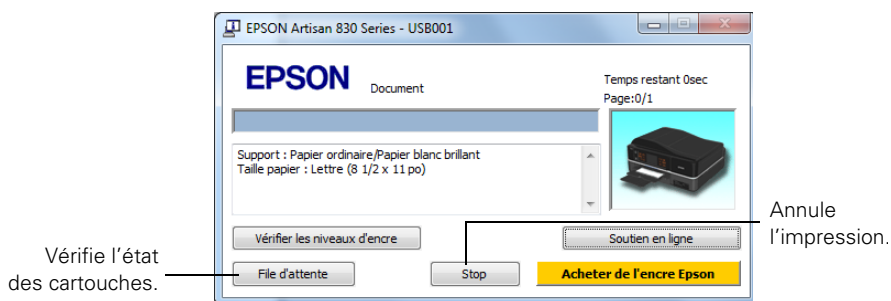 EPSON Artisan 830 Series - USB001
EPSON
Document
Temps restant 0sec
Page:0/1
Support : Papier ordinaire/Papier blanc brillant
Taille papier : Lettre (8 1/2 x 11 po)
Vérifier les niveaux d'encre
Soutien en ligne
File d'attente
Stop
Acheter de l'encre Epson
Vérifie l’état
des cartouches.
Annule
l’impression.